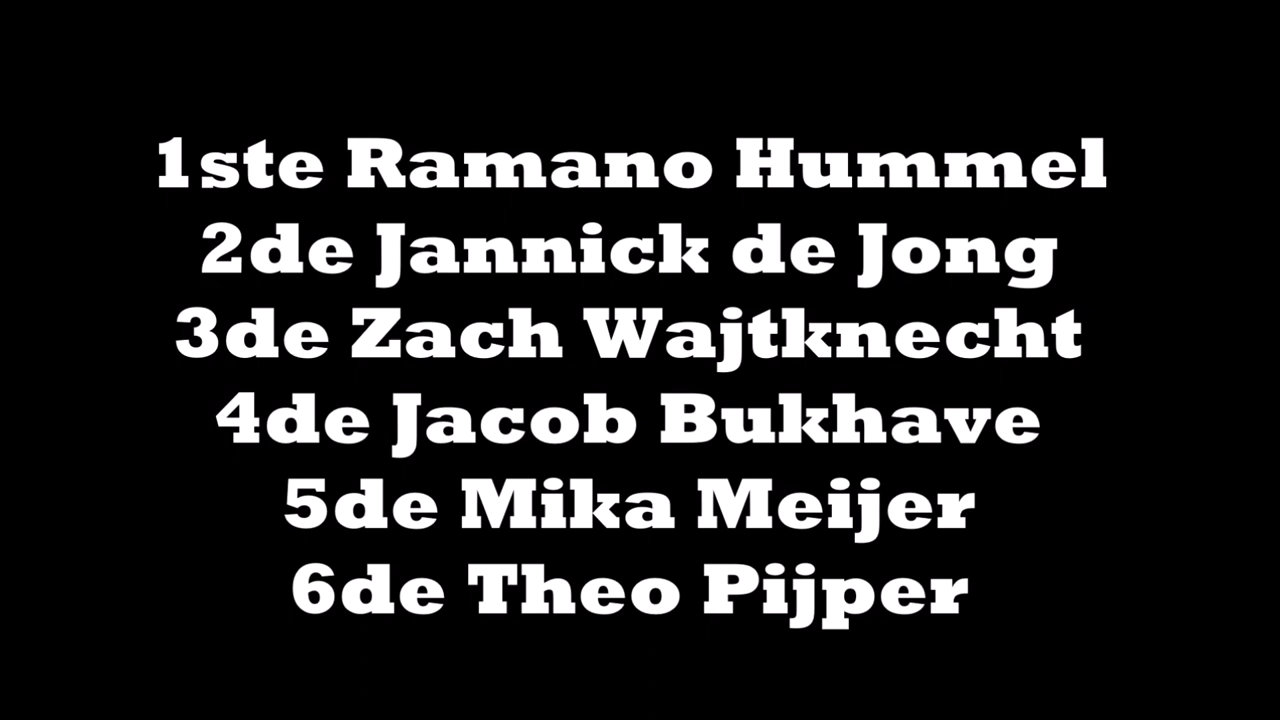 1ste Ramano Hummel
2de Jannick de Jong
3de Zach Wajtknecht
4de Jacob Bukhave
5de Mika Meijer
6de Theo Pijper